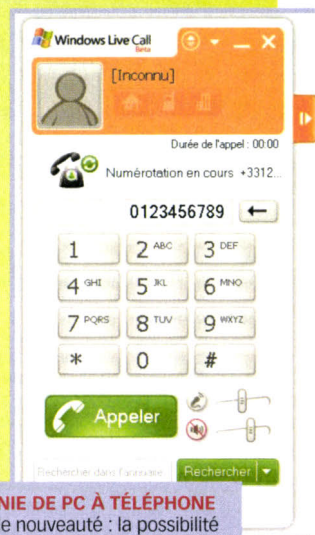 Windows Live Call
Beta
[Inconnu]
Durée de l'appel : 00:00
Numérotation en cours +3312...
0123456789
1 2 ABC 3 DEF
4 GHI 5 JKL 6 MNO
7 PQRS 8 TUV 9 WXYZ
* 0 #
Appeler
Rechercher dans l'annuaire Rechercher
NIE DE PC À TÉLÉPHONE
e nouveauté : la possibilité